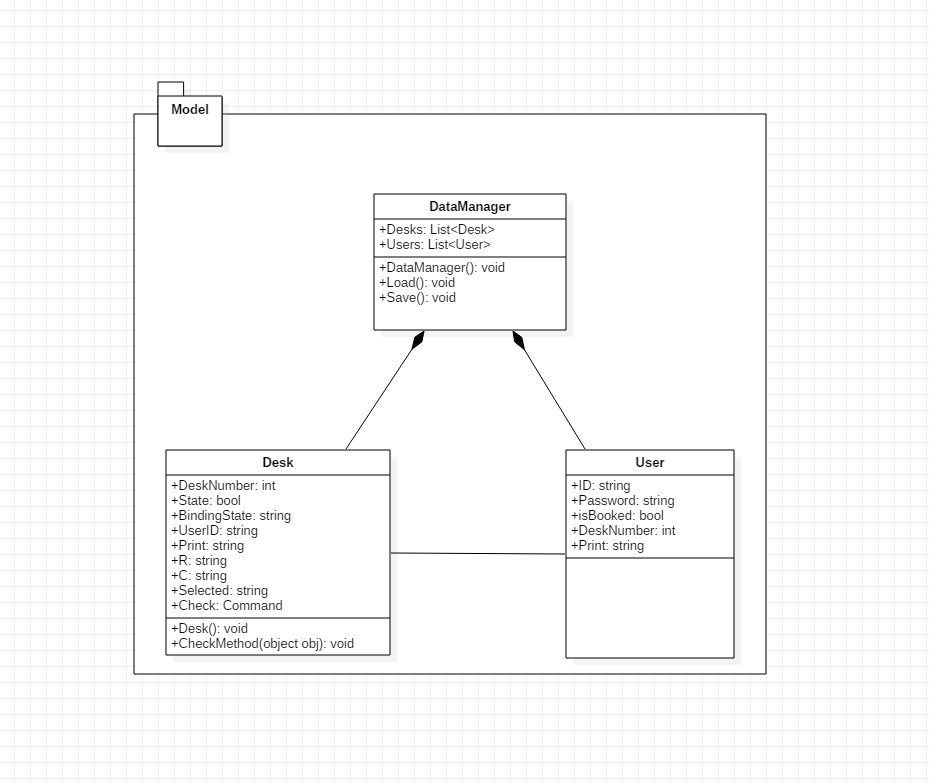 Model
DataManager
+Desks: List<Desk>
+Users: List<User>
+DataManager(): void
+Load(): void
+Save(): void
Desk
+DeskNumber: int
+State: bool
+BindingState: string
+UserID: string
+Print: string
+R: string
+C: string
+Selected: string
+Check: Command
+Desk(): void
+CheckMethod(object obj): void
User
+ID: string
+Password: string
+isBooked: bool
+DeskNumber: int
+Print: string